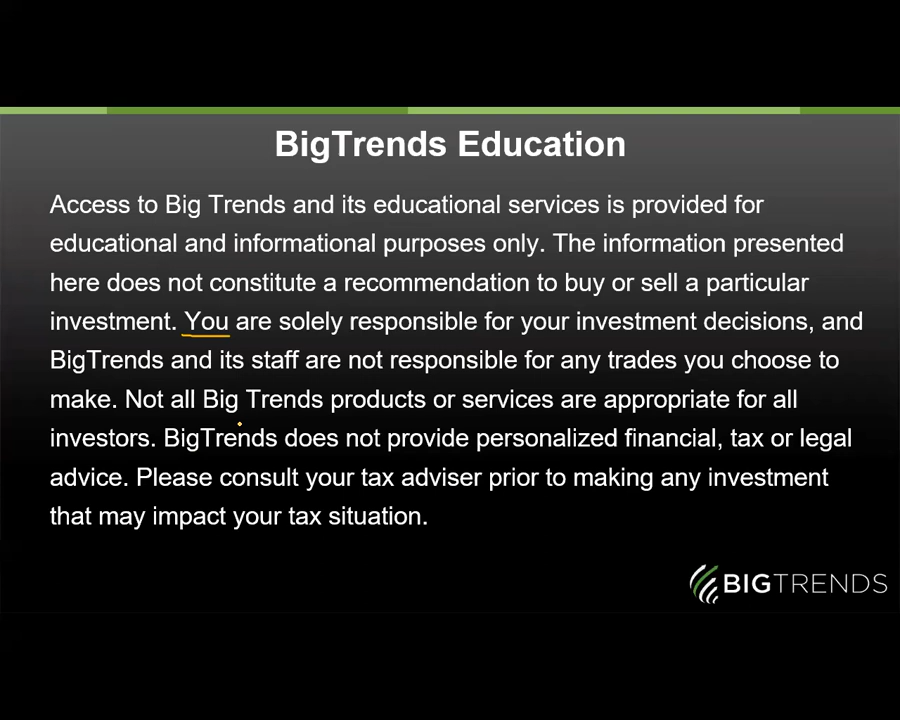 BigTrends Education
Access to Big Trends and its educational services is provided for
educational and informational purposes only. The information presented
here does not constitute a recommendation to buy or sell a particular
investment. You are solely responsible for your investment decisions, and
BigTrends and its staff are not responsible for any trades you choose to
make. Not all Big Trends products or services are appropriate for all
investors. BigTrends does not provide personalized financial, tax or legal
advice. Please consult your tax adviser prior to making any investment
that may impact your tax situation.
BIGTRENDS